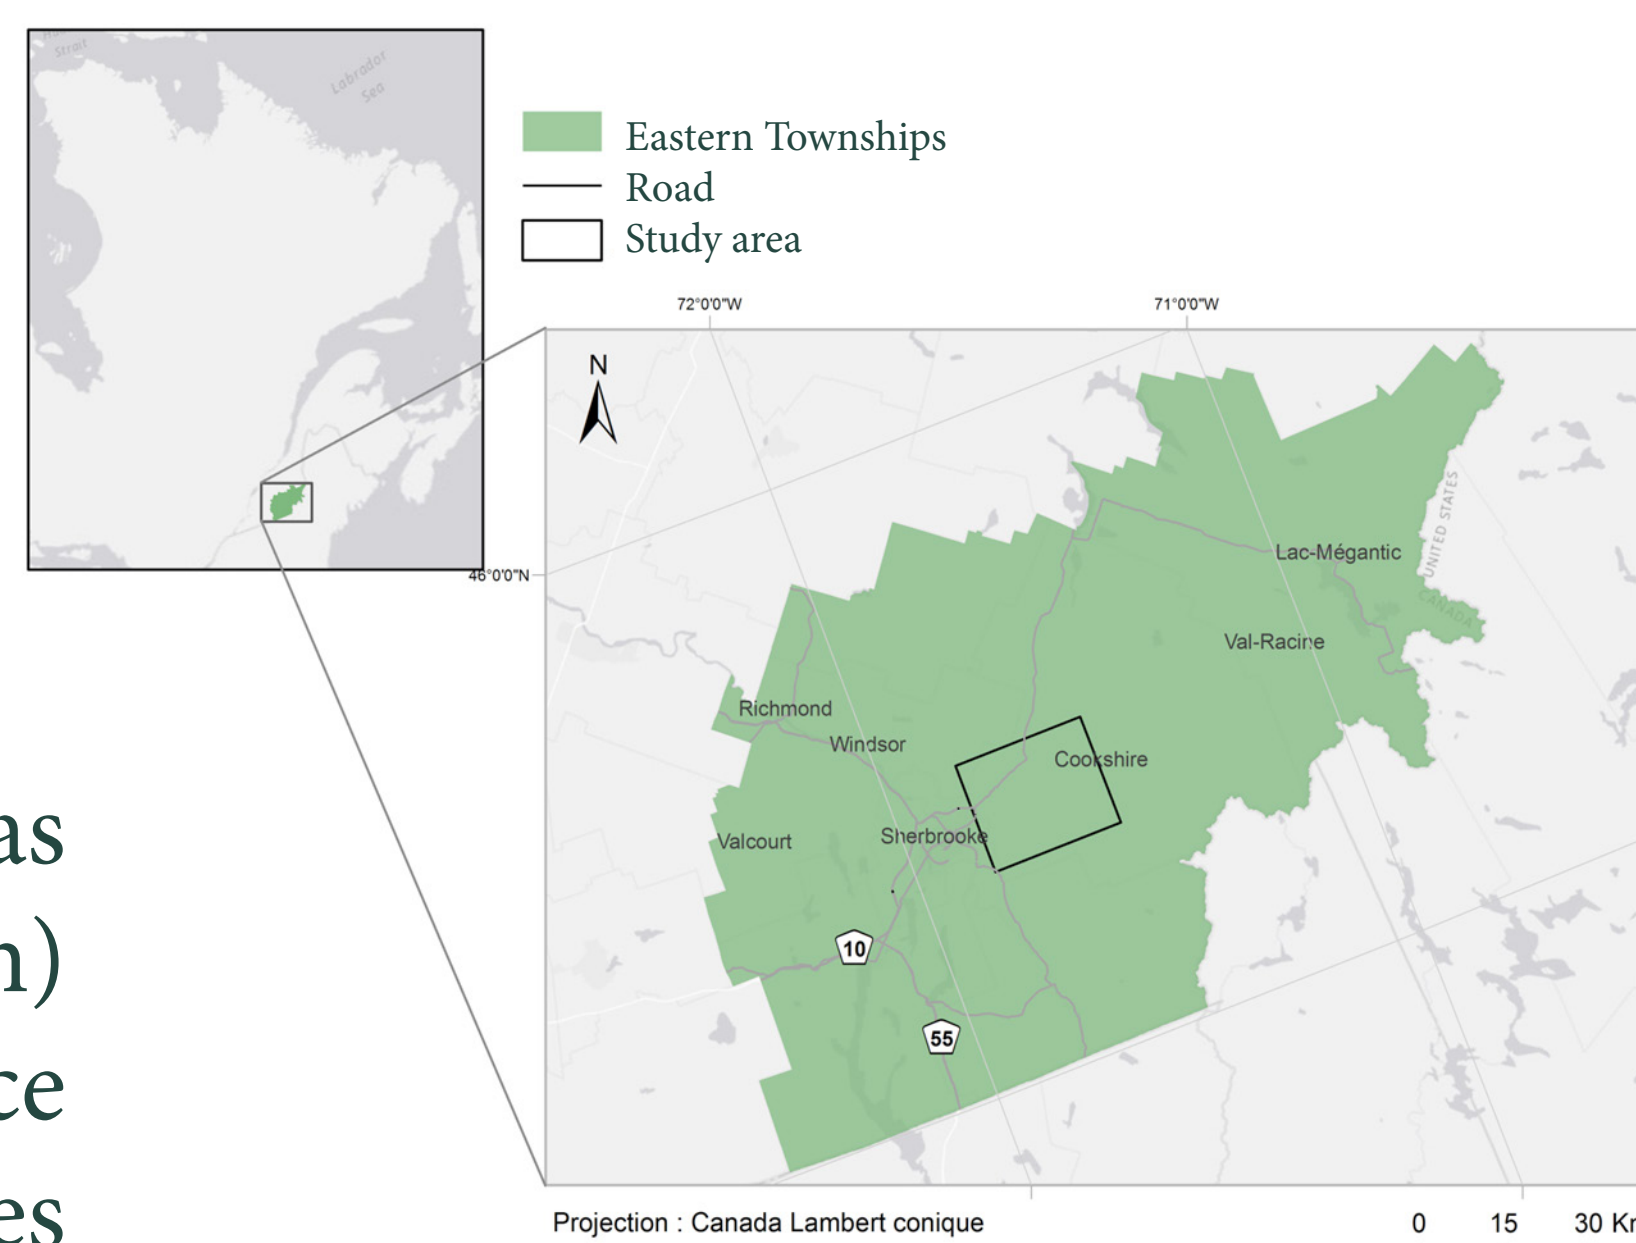 Strait
Labrador
Sea
Eastern Townships
Road
Study area
72°0'0"W
71°0'0"W
N
46°0'0"N
Lac-Mégantic
UNITED STATES
CANADA
Val-Racine
Richmond
Windsor
Cookshire
Sherbrooke
Valcourt
10
55
as
n)
ce
es
Projection : Canada Lambert conique
0 15 30 Km